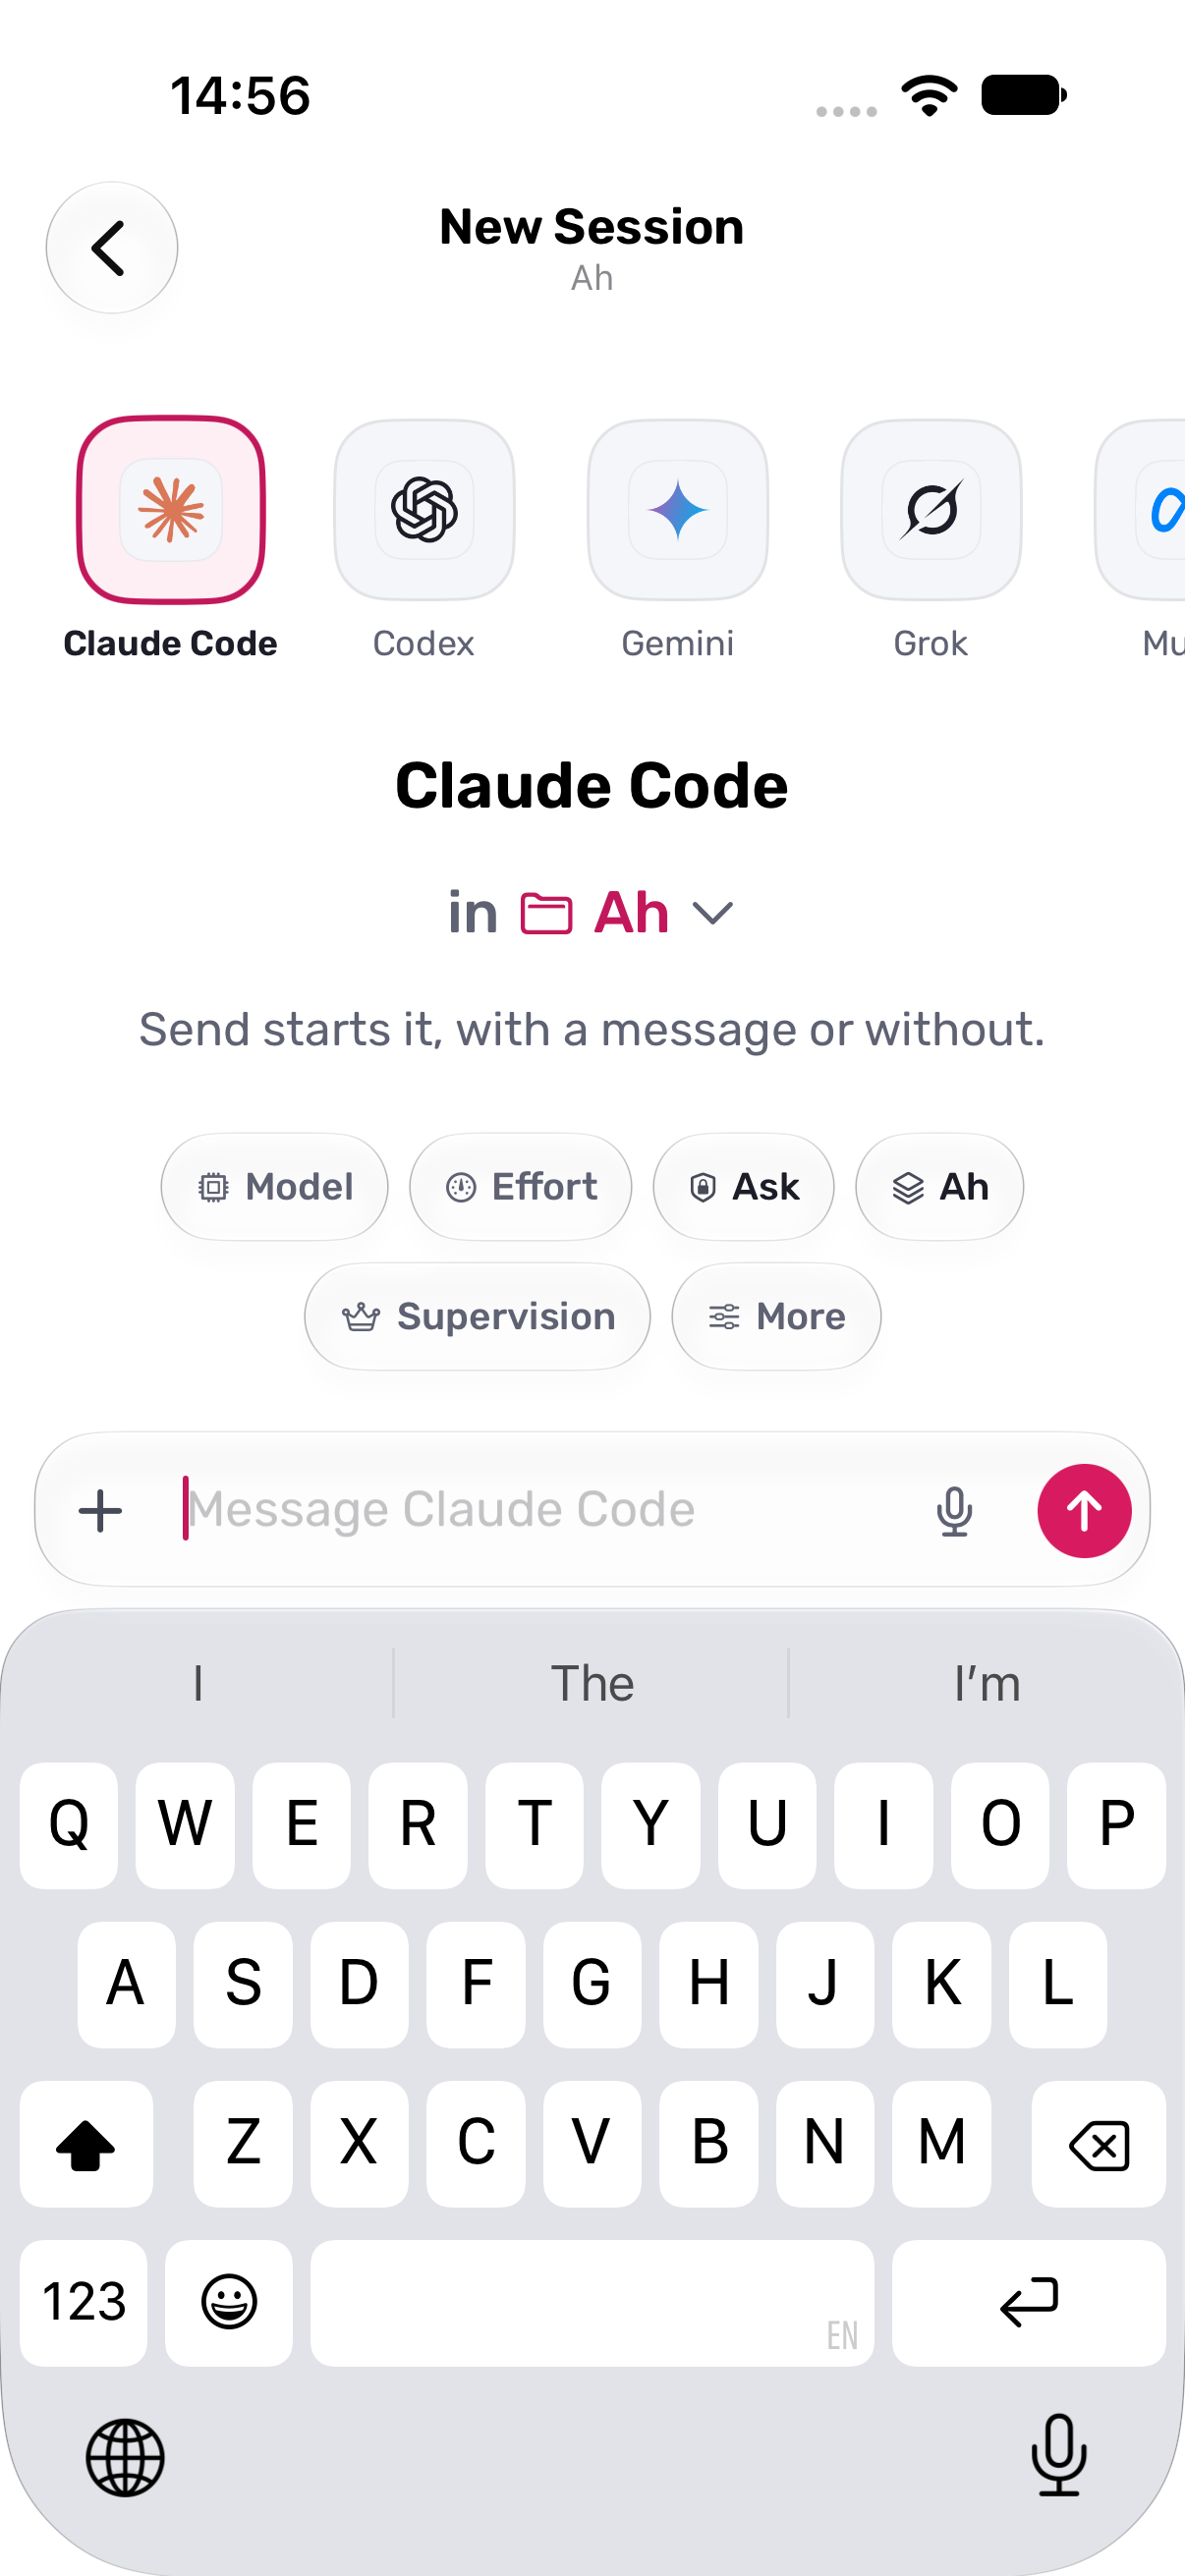 14:56
New Session
Ah
Claude Code
Codex
Gemini
Grok
Claude Code
in Ah
Send starts it, with a message or without.
Model Effort Ask Ah
Supervision More
Message Claude Code
I The I'm
Q W E R T Y U I O P
A S D F G H J K L
Z X C V B N M
123
EN